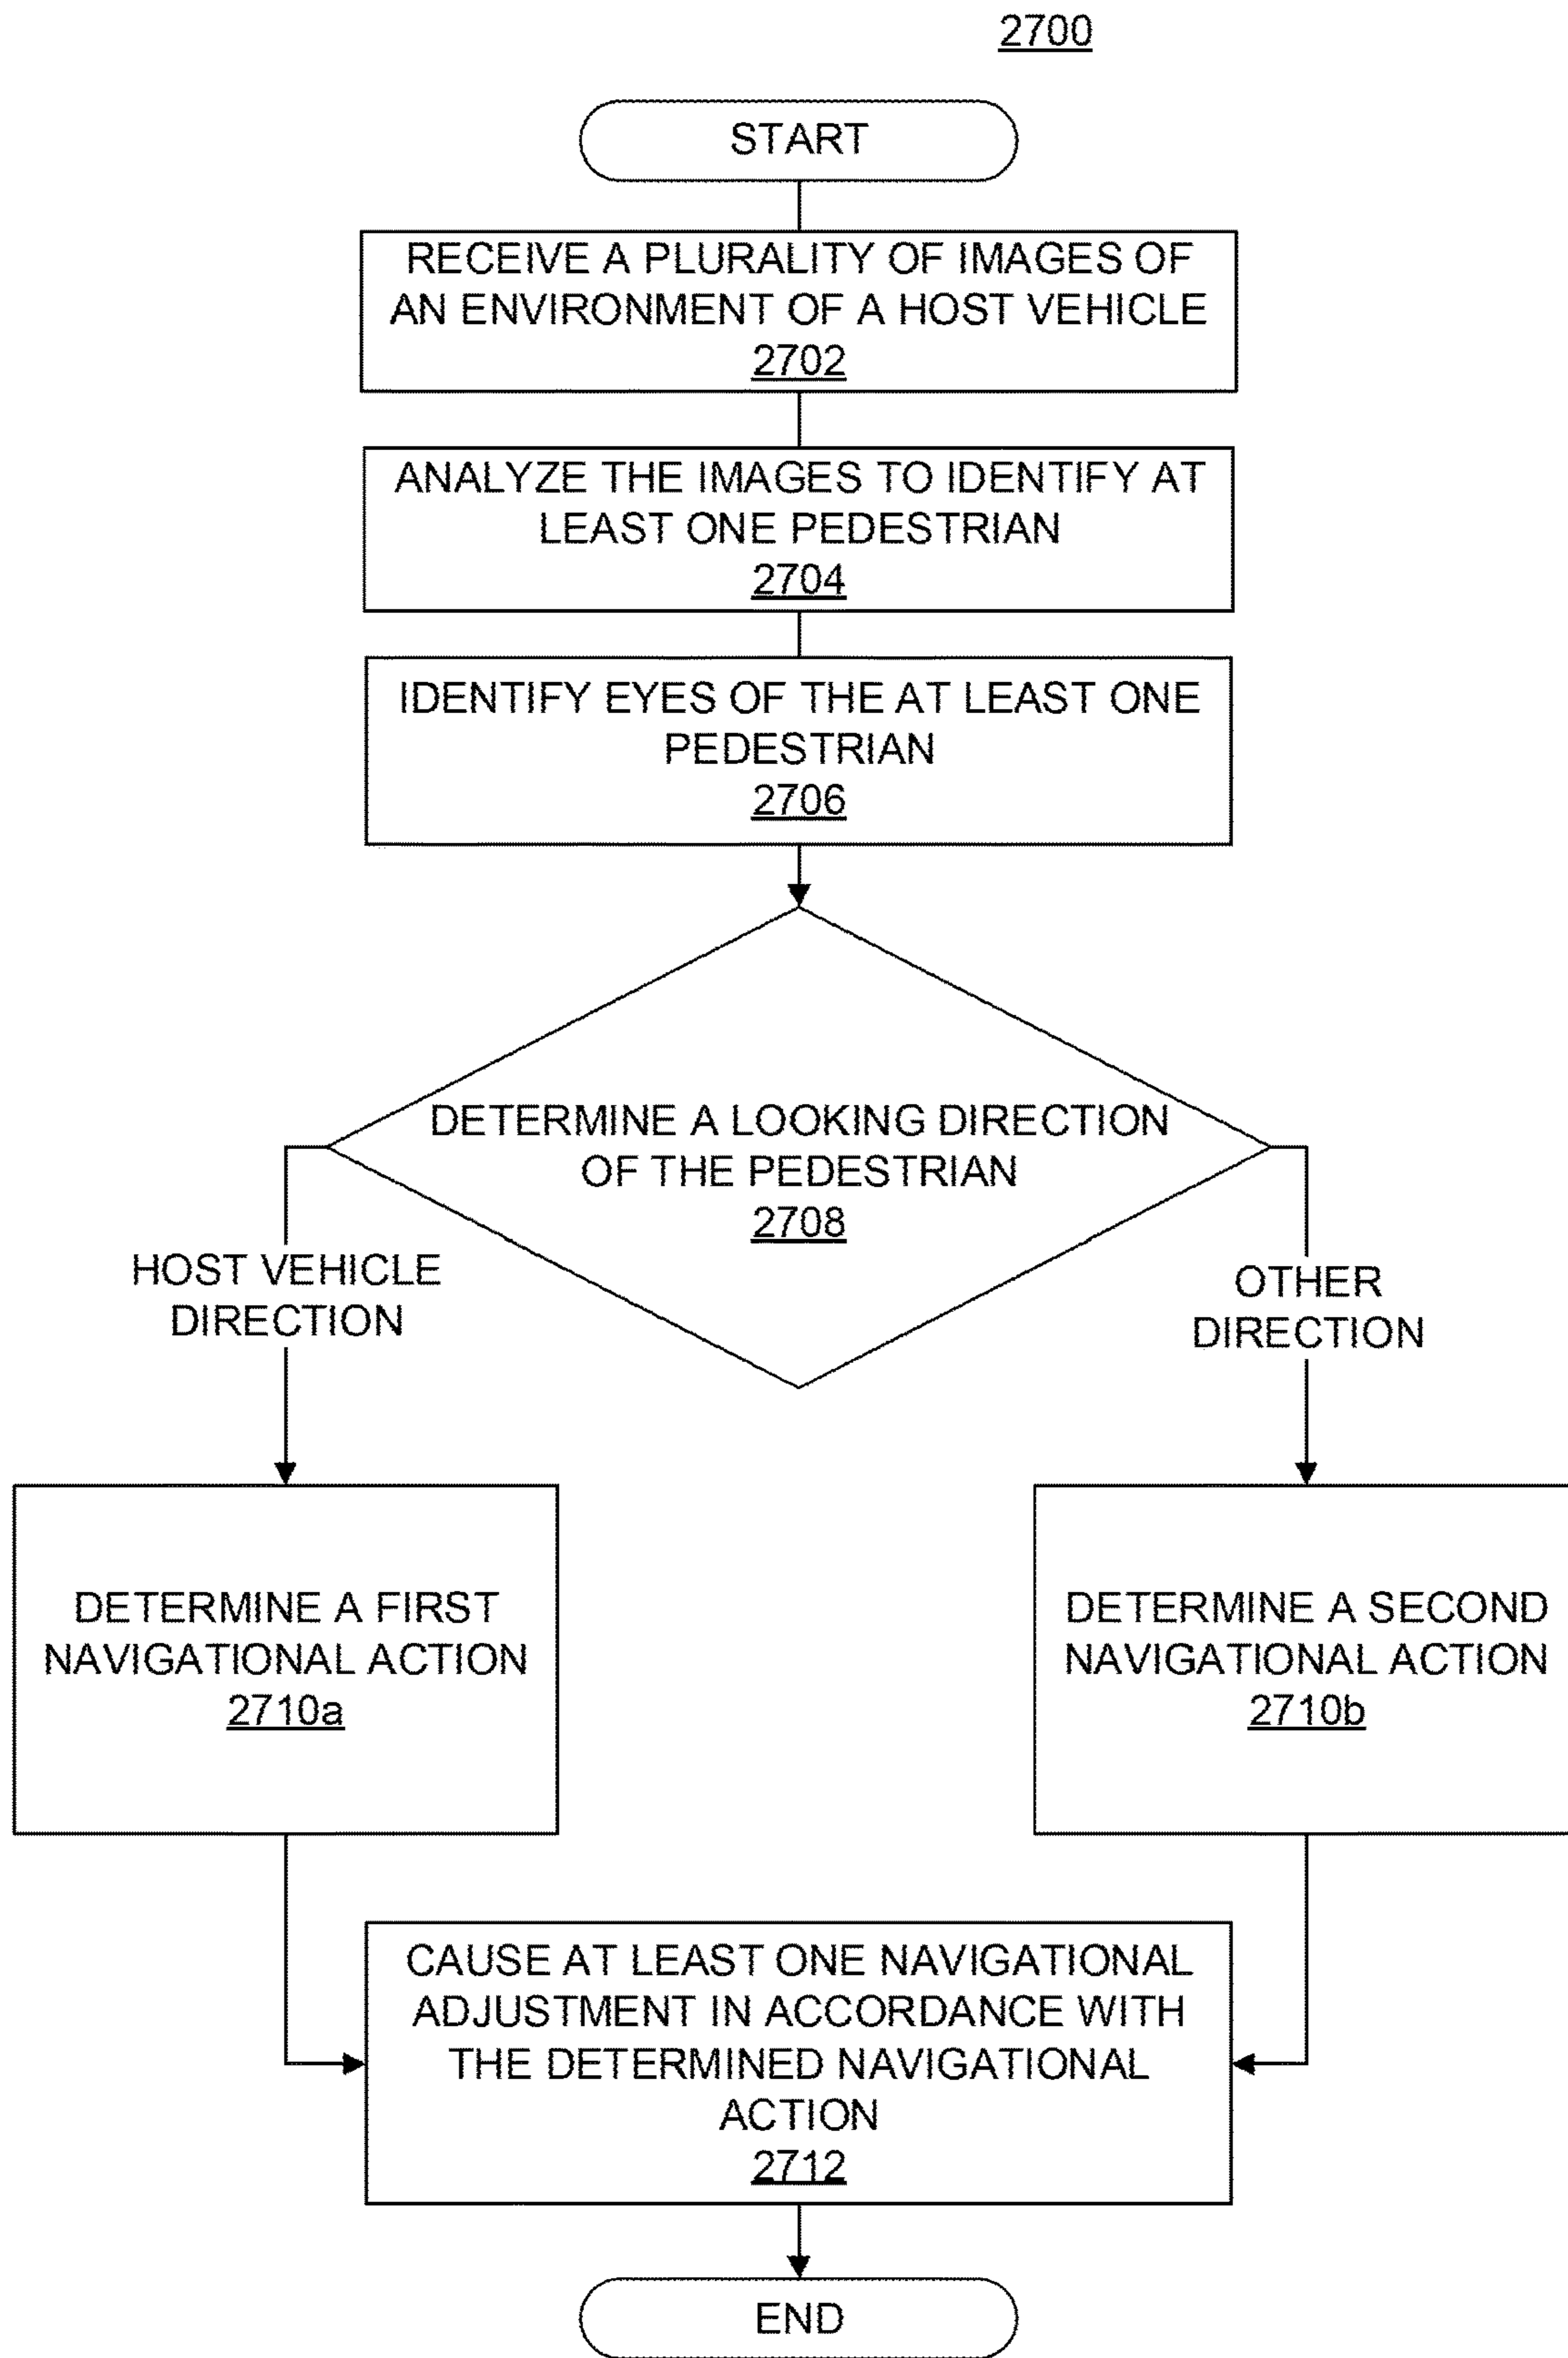 2700
START
RECEIVE A PLURALITY OF IMAGES OF
AN ENVIRONMENT OF A HOST VEHICLE
2702
ANALYZE THE IMAGES TO IDENTIFY AT
LEAST ONE PEDESTRIAN
2704
IDENTIFY EYES OF THE AT LEAST ONE
PEDESTRIAN
2706
DETERMINE A LOOKING DIRECTION
OF THE PEDESTRIAN
2708
HOST VEHICLE
DIRECTION
OTHER
DIRECTION
DETERMINE A FIRST
NAVIGATIONAL ACTION
2710a
DETERMINE A SECOND
NAVIGATIONAL ACTION
2710b
CAUSE AT LEAST ONE NAVIGATIONAL
ADJUSTMENT IN ACCORDANCE WITH
THE DETERMINED NAVIGATIONAL
ACTION
2712
END